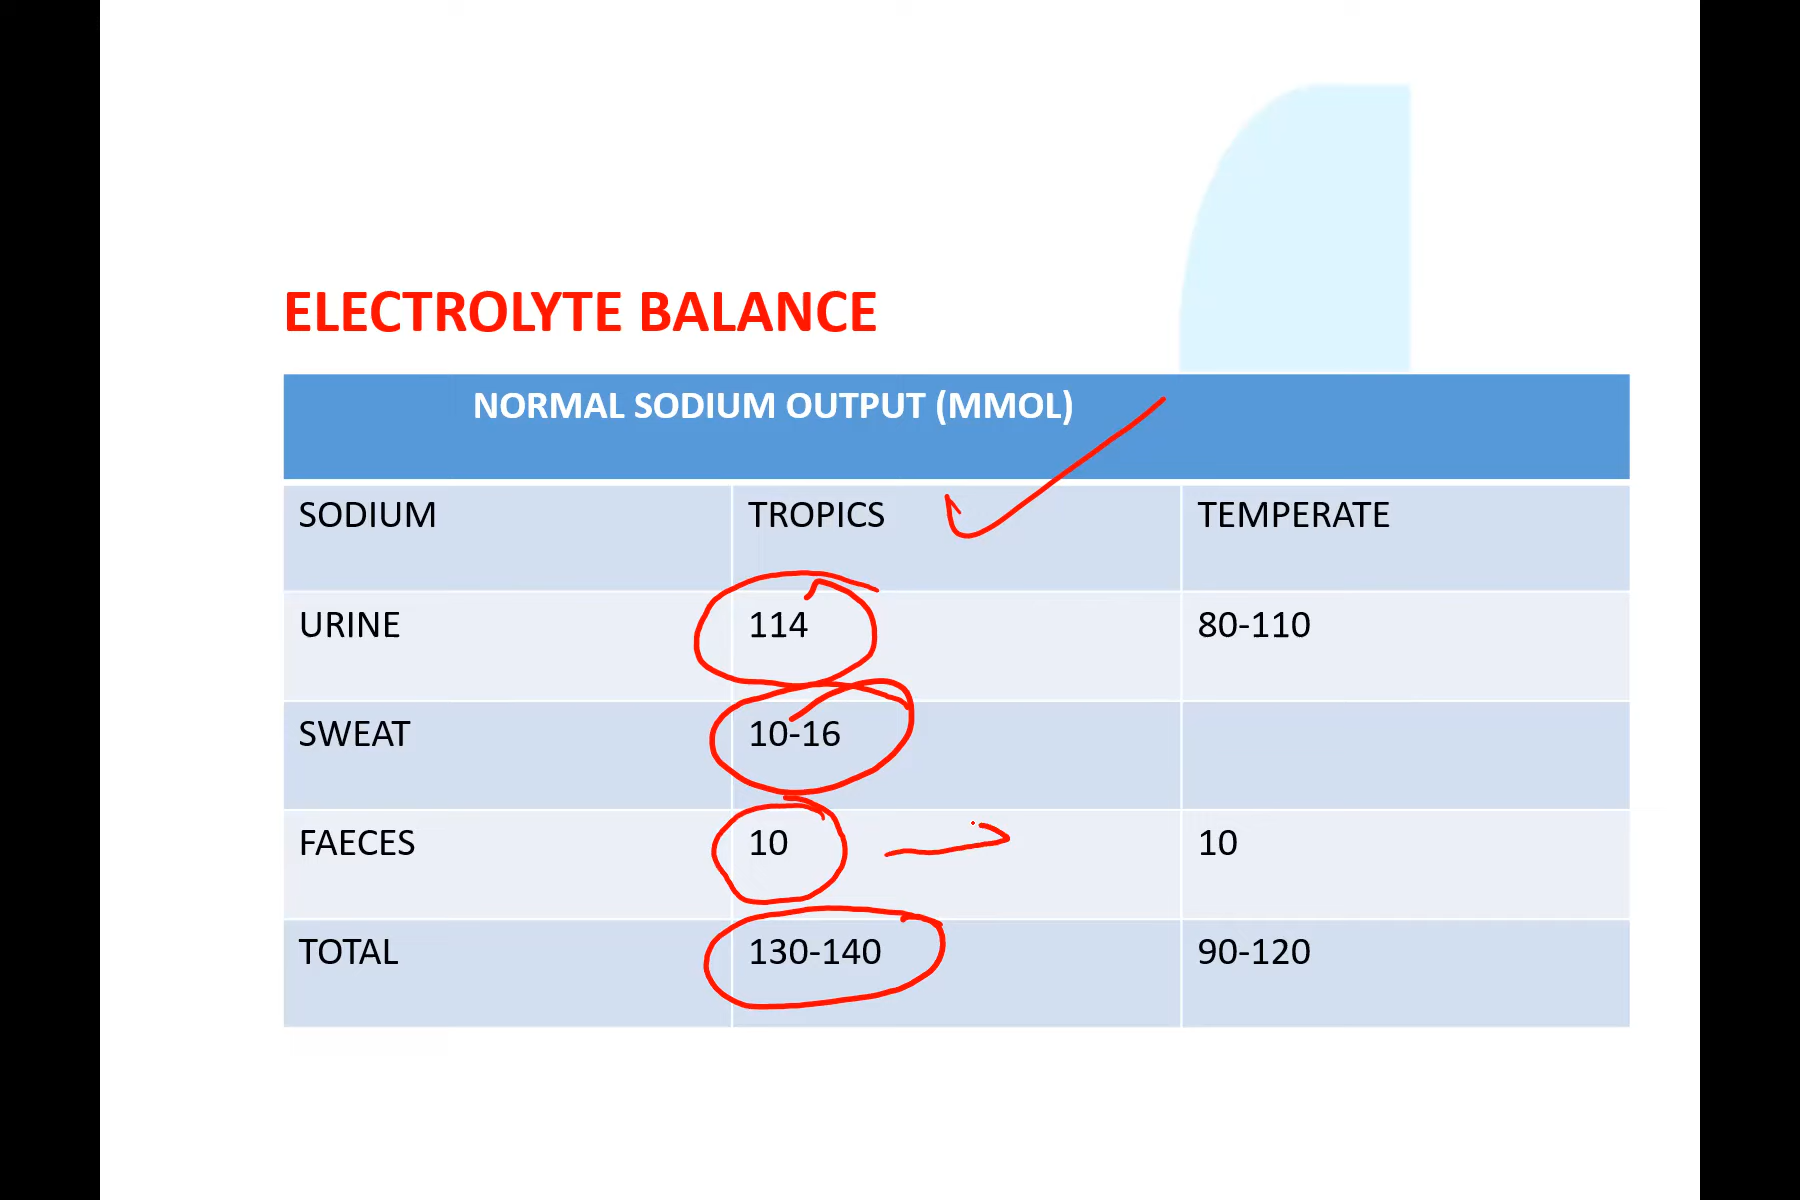 ELECTROLYTE BALANCE
NORMAL SODIUM OUTPUT (MMOL)
SODIUM TROPICS TEMPERATE
URINE 114 80-110
SWEAT 10-16
FAECES 10 10
TOTAL 130-140 90-120